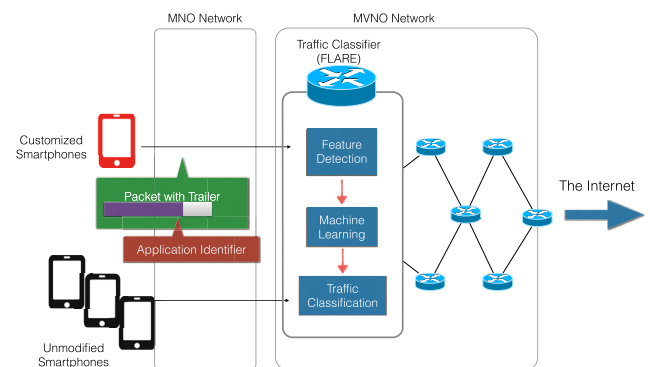 MNO Network
MVNO Network
Traffic Classifier
(FLARE)
Customized
Smartphones
Feature
Detection
Packet with Trailer
The Internet
Machine
Learning
Application Identifier
Traffic
Classification
Unmodified
Smartphones